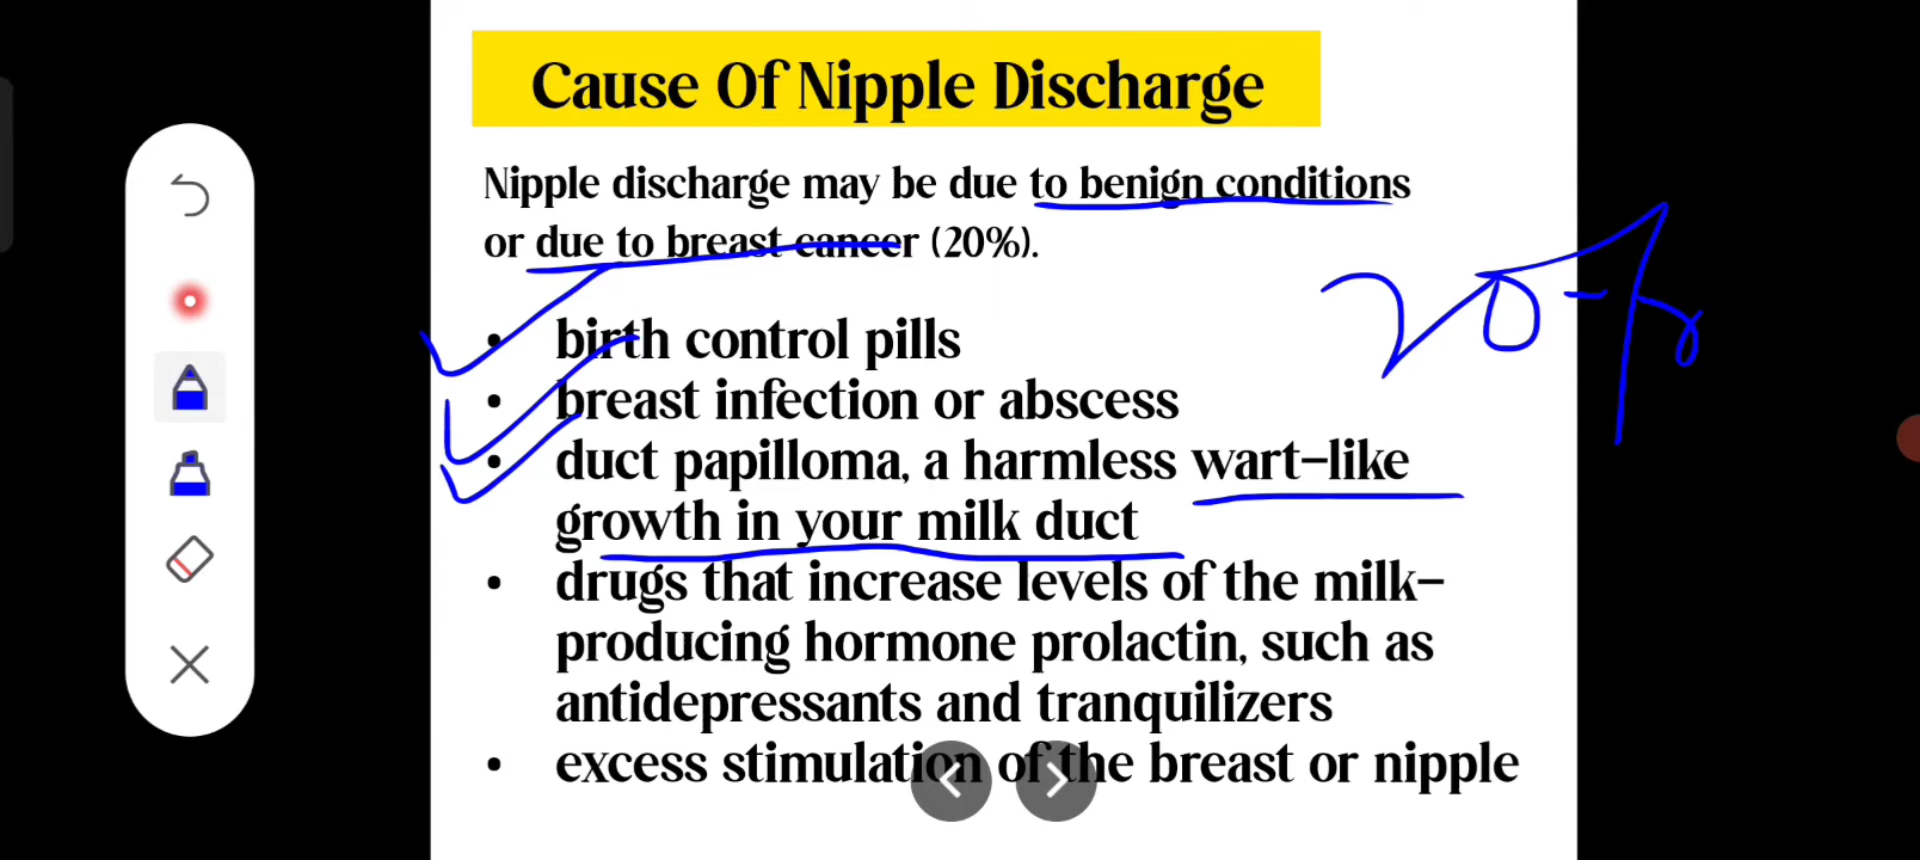 Cause Of Nipple Discharge
Nipple discharge may be due to benign conditions
or due to breast cancer (20%).
20%
• birth control pills
• breast infection or abscess
• duct papilloma, a harmless wart-like
growth in your milk duct
• drugs that increase levels of the milk-
producing hormone prolactin, such as
antidepressants and tranquilizers
• excess stimulation of the breast or nipple